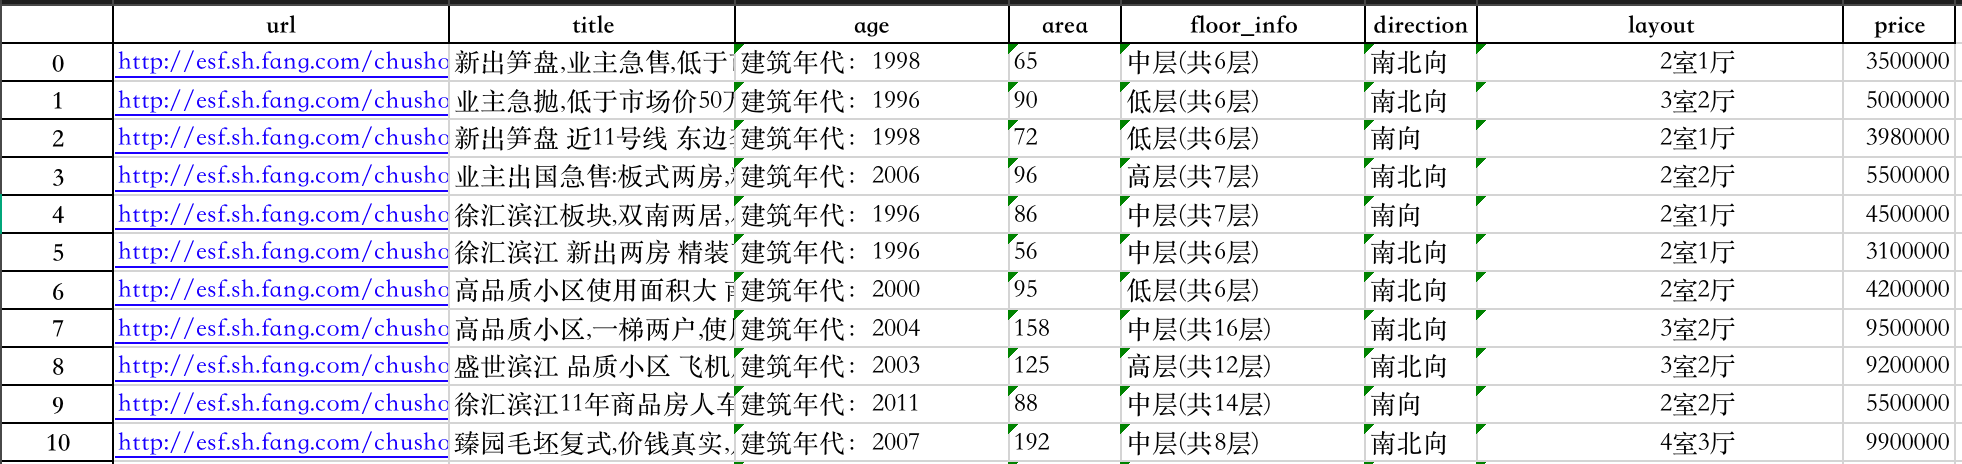 url title age area floor_info direction layout price
0 http://esf.sh.fang.com/chusho 新出笋盘,业主急售,低于 建筑年代：1998 65 中层(共6层) 南北向 2室1厅 3500000
1 http://esf.sh.fang.com/chusho 业主急抛,低于市场价50 建筑年代：1996 90 低层(共6层) 南北向 3室2厅 5000000
2 http://esf.sh.fang.com/chusho 新出笋盘 近11号线 东边 建筑年代：1998 72 低层(共6层) 南向 2室1厅 3980000
3 http://esf.sh.fang.com/chusho 业主出国急售:板式两房, 建筑年代：2006 96 高层(共7层) 南北向 2室2厅 5500000
4 http://esf.sh.fang.com/chusho 徐汇滨江板块,双南两居, 建筑年代：1996 86 中层(共7层) 南向 2室1厅 4500000
5 http://esf.sh.fang.com/chusho 徐汇滨江 新出两房 精装 建筑年代：1996 56 中层(共6层) 南北向 2室1厅 3100000
6 http://esf.sh.fang.com/chusho 高品质小区使用面积大 建筑年代：2000 95 低层(共6层) 南北向 2室2厅 4200000
7 http://esf.sh.fang.com/chusho 高品质小区,一梯两户,使 建筑年代：2004 158 中层(共16层) 南北向 3室2厅 9500000
8 http://esf.sh.fang.com/chusho 盛世滨江 品质小区 飞机 建筑年代：2003 125 高层(共12层) 南北向 3室2厅 9200000
9 http://esf.sh.fang.com/chusho 徐汇滨江11年商品房人车 建筑年代：2011 88 中层(共14层) 南向 2室2厅 5500000
10 http://esf.sh.fang.com/chusho 臻园毛坯复式,价钱真实, 建筑年代：2007 192 中层(共8层) 南北向 4室3厅 9900000